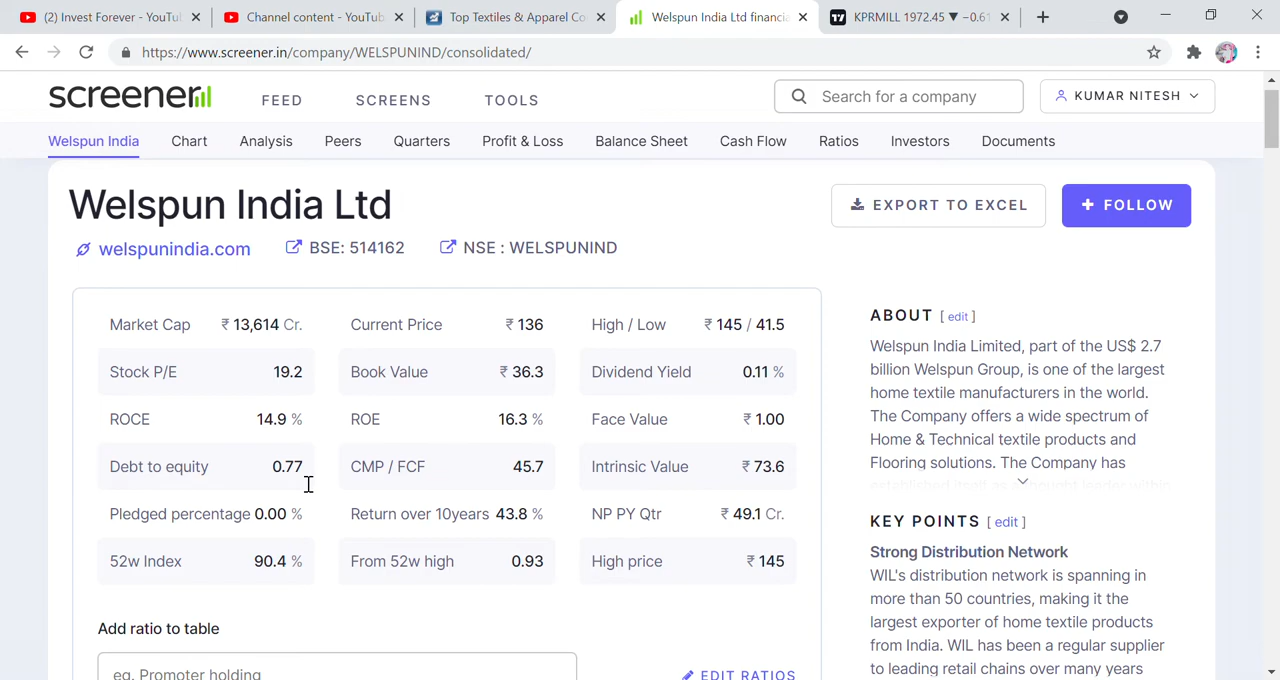 (2) Invest Forever - YouTu
Channel content - YouTub
Top Textiles & Apparel Co
Welspun India Ltd financia
KPRMILL 1972.45 ▼ −0.61
https://www.screener.in/company/WELSPUNIND/consolidated/
screener
FEED
SCREENS
TOOLS
Search for a company
KUMAR NITESH
Welspun India
Chart
Analysis
Peers
Quarters
Profit & Loss
Balance Sheet
Cash Flow
Ratios
Investors
Documents
Welspun India Ltd
EXPORT TO EXCEL
+ FOLLOW
welspunindia.com
BSE: 514162
NSE : WELSPUNIND
Market Cap ₹ 13,614 Cr.
Current Price ₹ 136
High / Low ₹ 145 / 41.5
Stock P/E 19.2
Book Value ₹ 36.3
Dividend Yield 0.11 %
ROCE 14.9 %
ROE 16.3 %
Face Value ₹ 1.00
Debt to equity 0.77
CMP / FCF 45.7
Intrinsic Value ₹ 73.6
Pledged percentage 0.00 %
Return over 10years 43.8 %
NP PY Qtr ₹ 49.1 Cr.
52w Index 90.4 %
From 52w high 0.93
High price ₹ 145
Add ratio to table
eg. Promoter holding
EDIT RATIOS
ABOUT [ edit ]
Welspun India Limited, part of the US$ 2.7
billion Welspun Group, is one of the largest
home textile manufacturers in the world.
The Company offers a wide spectrum of
Home & Technical textile products and
Flooring solutions. The Company has
KEY POINTS [ edit ]
Strong Distribution Network
WIL's distribution network is spanning in
more than 50 countries, making it the
largest exporter of home textile products
from India. WIL has been a regular supplier
to leading retail chains over many years